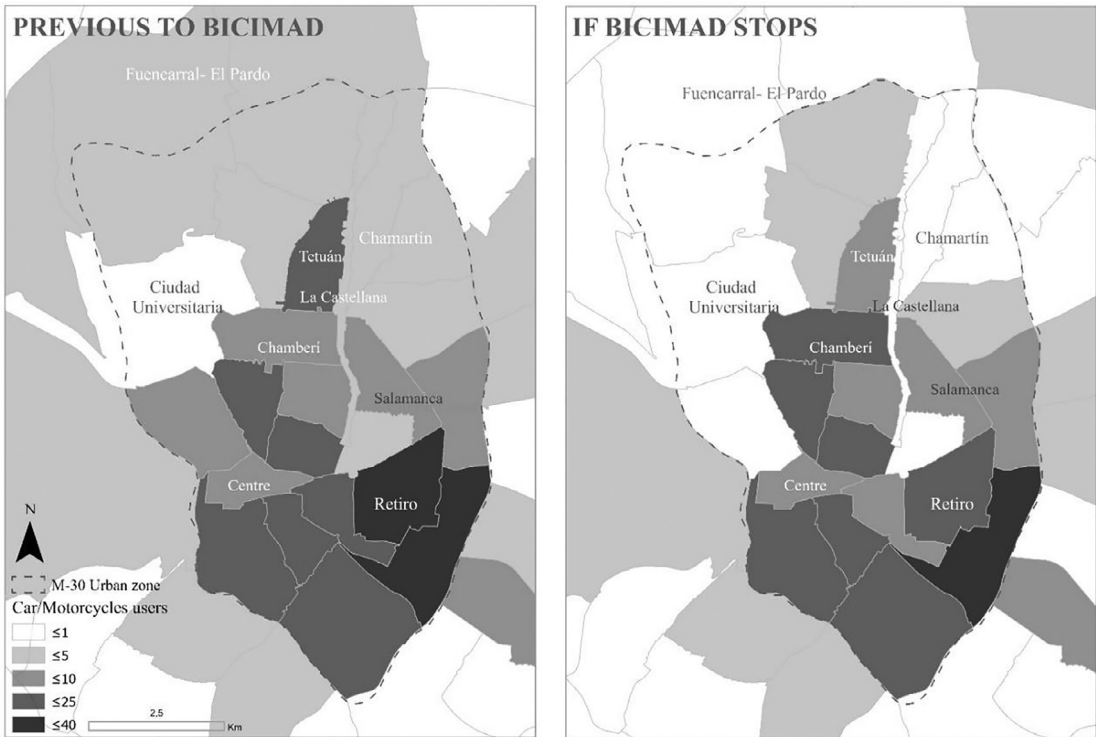 PREVIOUS TO BICIMAD
Fuencarral- El Pardo
Chamartín
Tetuán
Ciudad
Universitaria
La Castellana
Chamberí
Salamanca
Centre
Retiro
N
M-30 Urban zone
Car/Motorcycles users
≤1
≤5
≤10
≤25
≤40
2,5
Km
IF BICIMAD STOPS
Fuencarral- El Pardo
Chamartín
Tetuán
Ciudad
Universitaria
La Castellana
Chamberí
Salamanca
Centre
Retiro